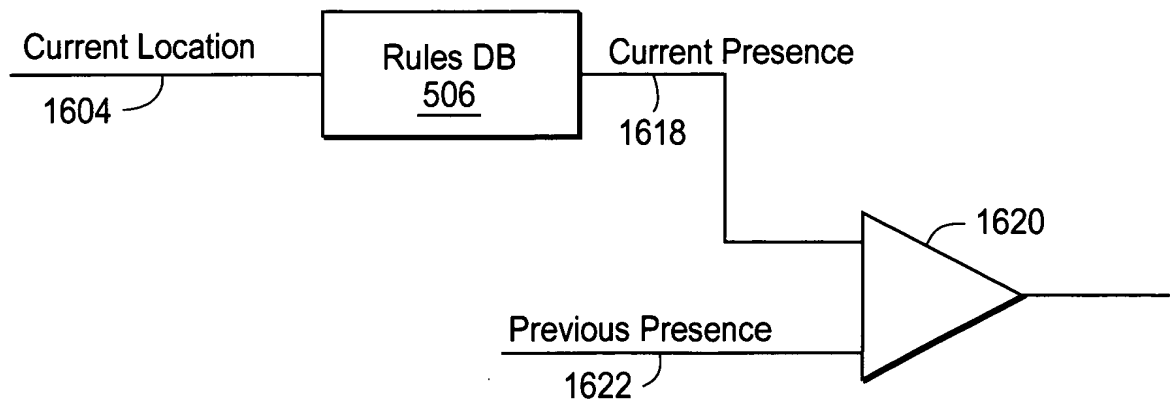 Current Location
1604
Rules DB
506
Current Presence
1618
1620
Previous Presence
1622